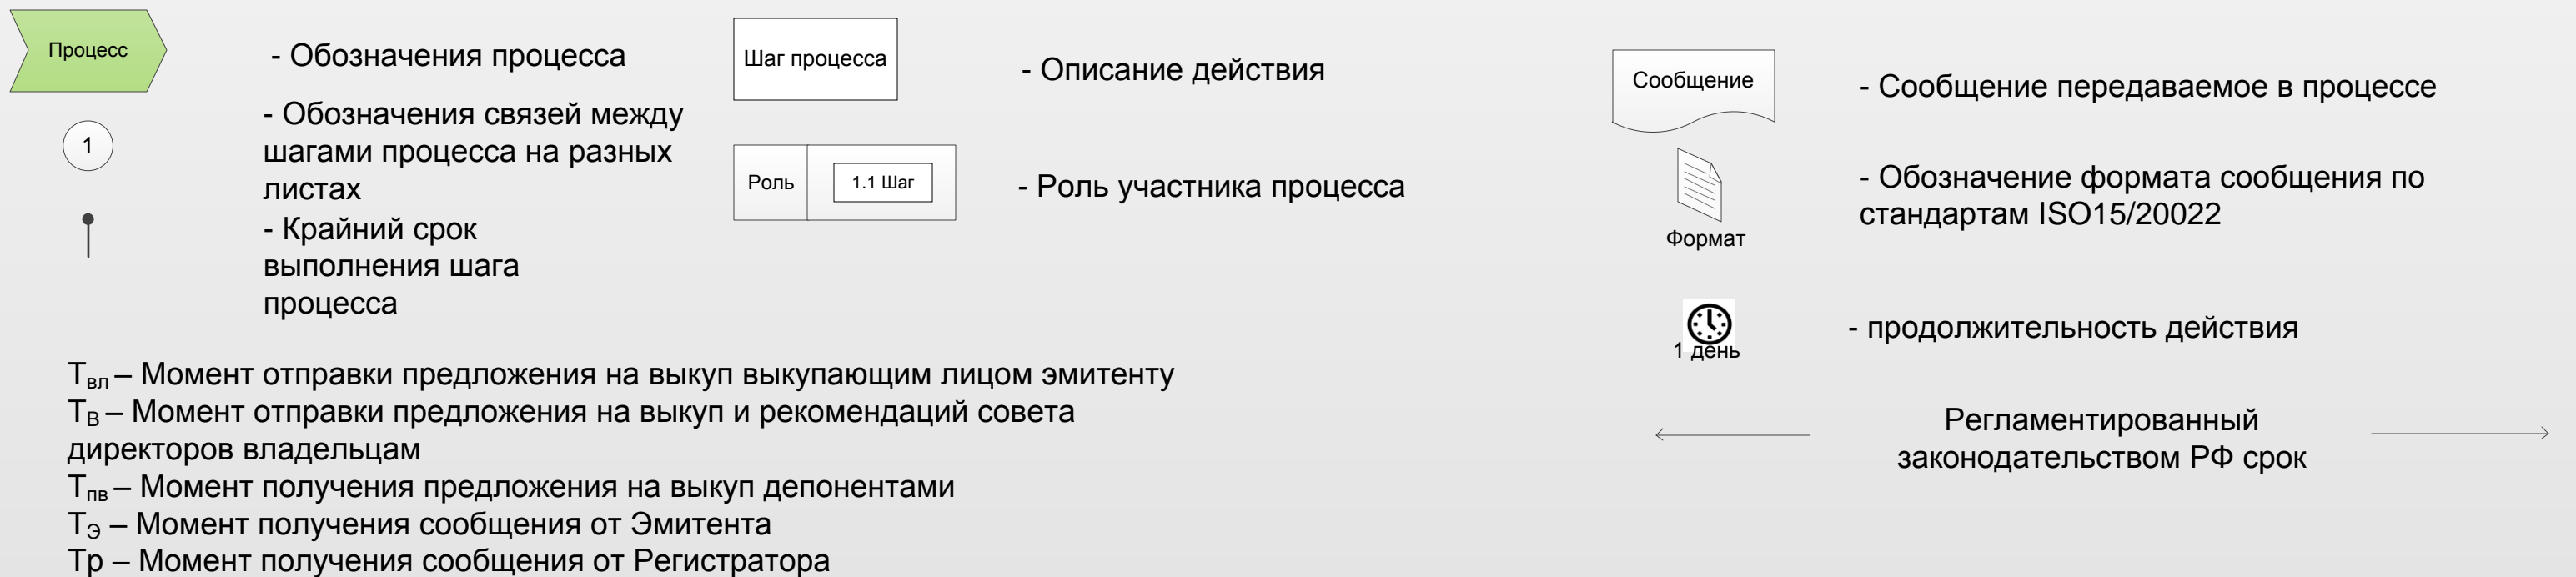 Процесс
- Обозначения процесса
1
- Обозначения связей между
шагами процесса на разных
листах
- Крайний срок
выполнения шага
процесса
Шаг процесса
- Описание действия
Роль
1.1 Шаг
- Роль участника процесса
Сообщение
- Сообщение передаваемое в процессе
Формат
- Обозначение формата сообщения по
стандартам ISO15/20022
1 день
- продолжительность действия
Регламентированный
законодательством РФ срок
Твл – Момент отправки предложения на выкуп выкупающим лицом эмитенту
ТВ – Момент отправки предложения на выкуп и рекомендаций совета
директоров владельцам
Тпв – Момент получения предложения на выкуп депонентами
ТЭ – Момент получения сообщения от Эмитента
Тр – Момент получения сообщения от Регистратора